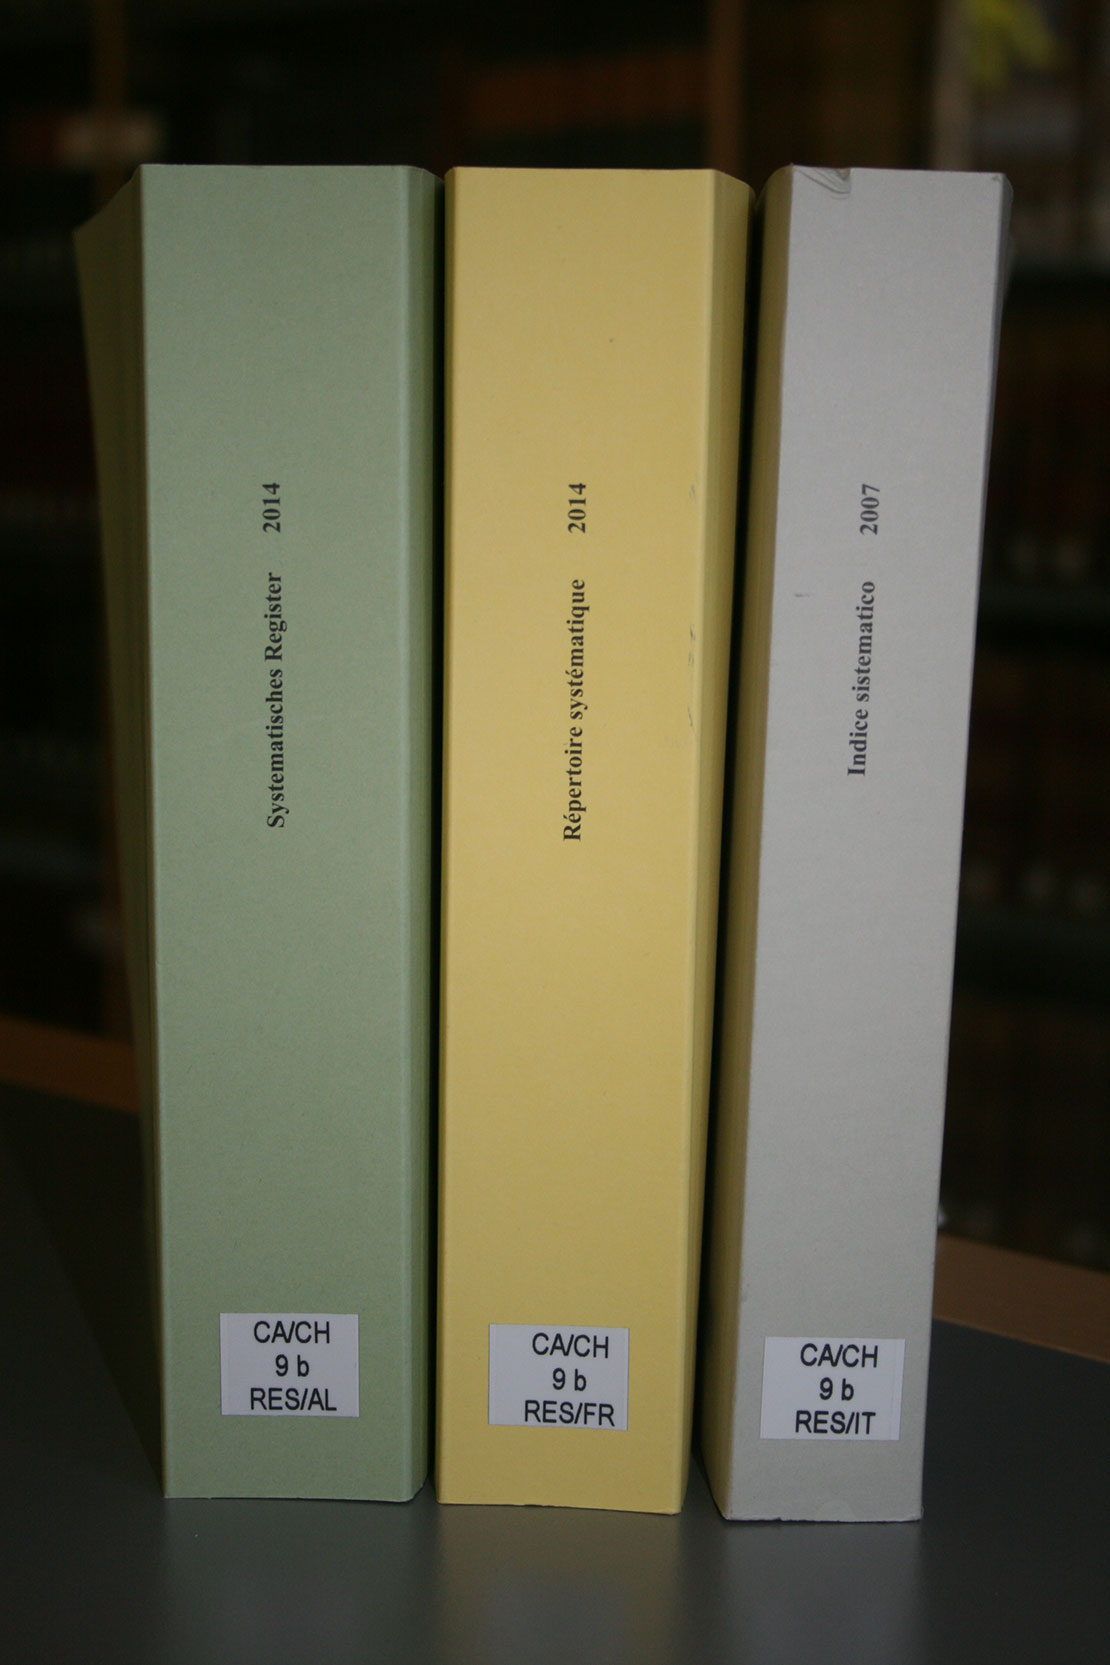 Systematisches Register 2014
CA/CH
9 b
RES/AL
Répertoire systématique 2014
CA/CH
9 b
RES/FR
Indice sistematico 2007
CA/CH
9 b
RES/IT